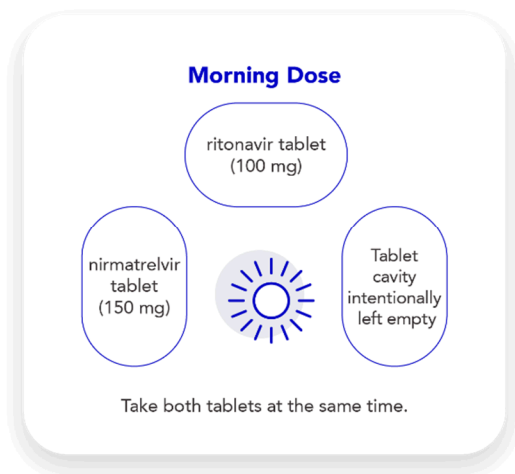 Morning Dose
ritonavir tablet
(100 mg)
nirmatrelvir
tablet
(150 mg)
Tablet
cavity
intentionally
left empty
Take both tablets at the same time.